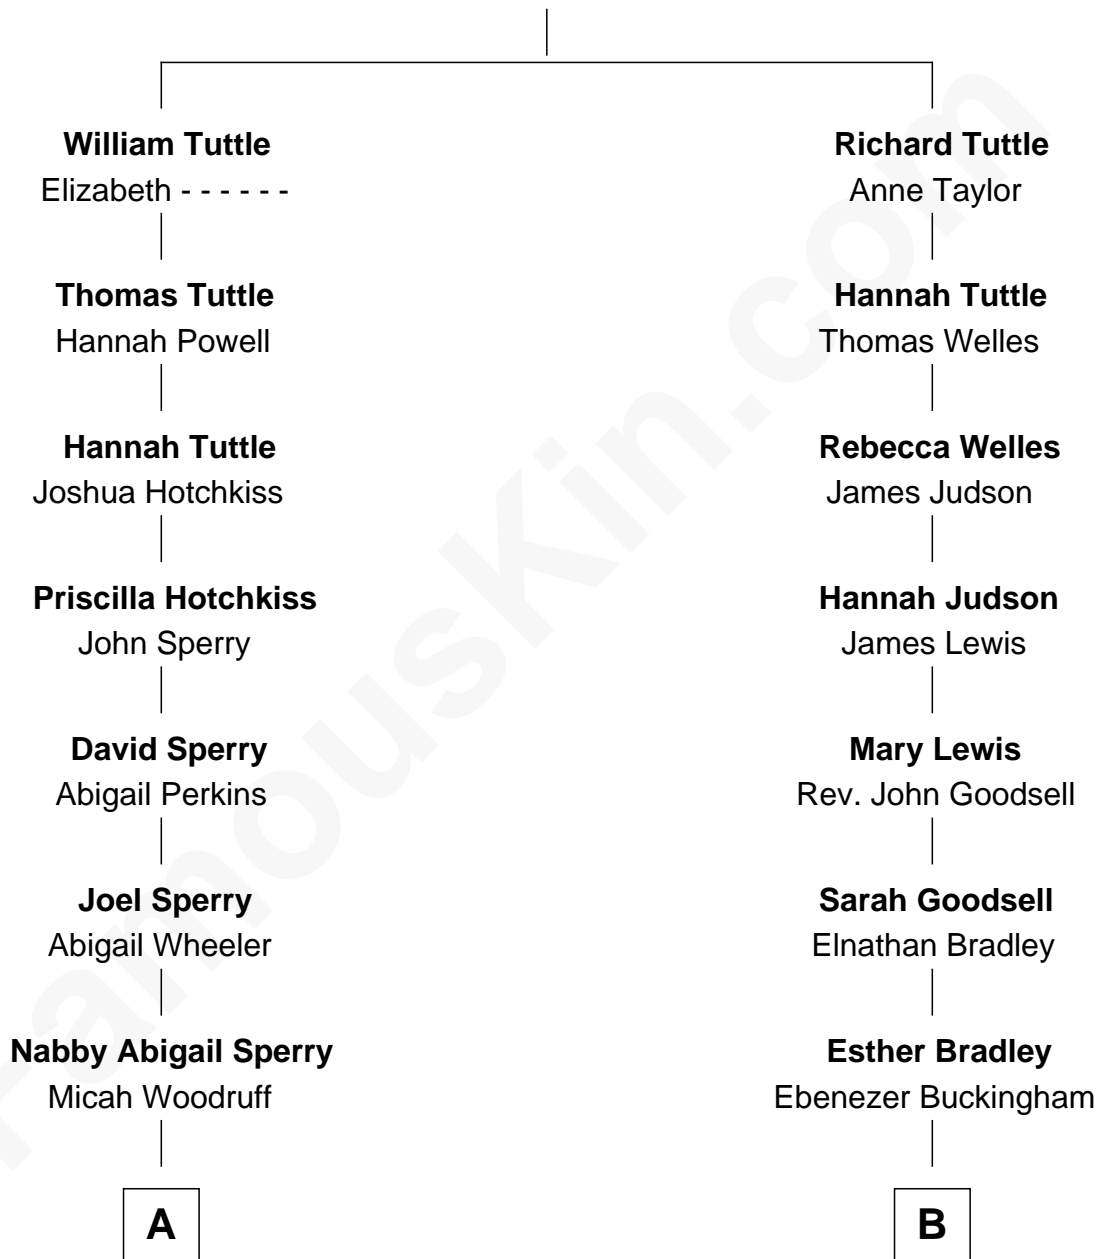 William Tuttle
Elizabeth - - - - - -
Thomas Tuttle
Hannah Powell
Hannah Tuttle
Joshua Hotchkiss
Priscilla Hotchkiss
John Sperry
David Sperry
Abigail Perkins
Joel Sperry
Abigail Wheeler
Nabby Abigail Sperry
Micah Woodruff
A
Richard Tuttle
Anne Taylor
Hannah Tuttle
Thomas Welles
Rebecca Welles
James Judson
Hannah Judson
James Lewis
Mary Lewis
Rev. John Goodsell
Sarah Goodsell
Elnathan Bradley
Esther Bradley
Ebenezer Buckingham
B
FamousKin.com